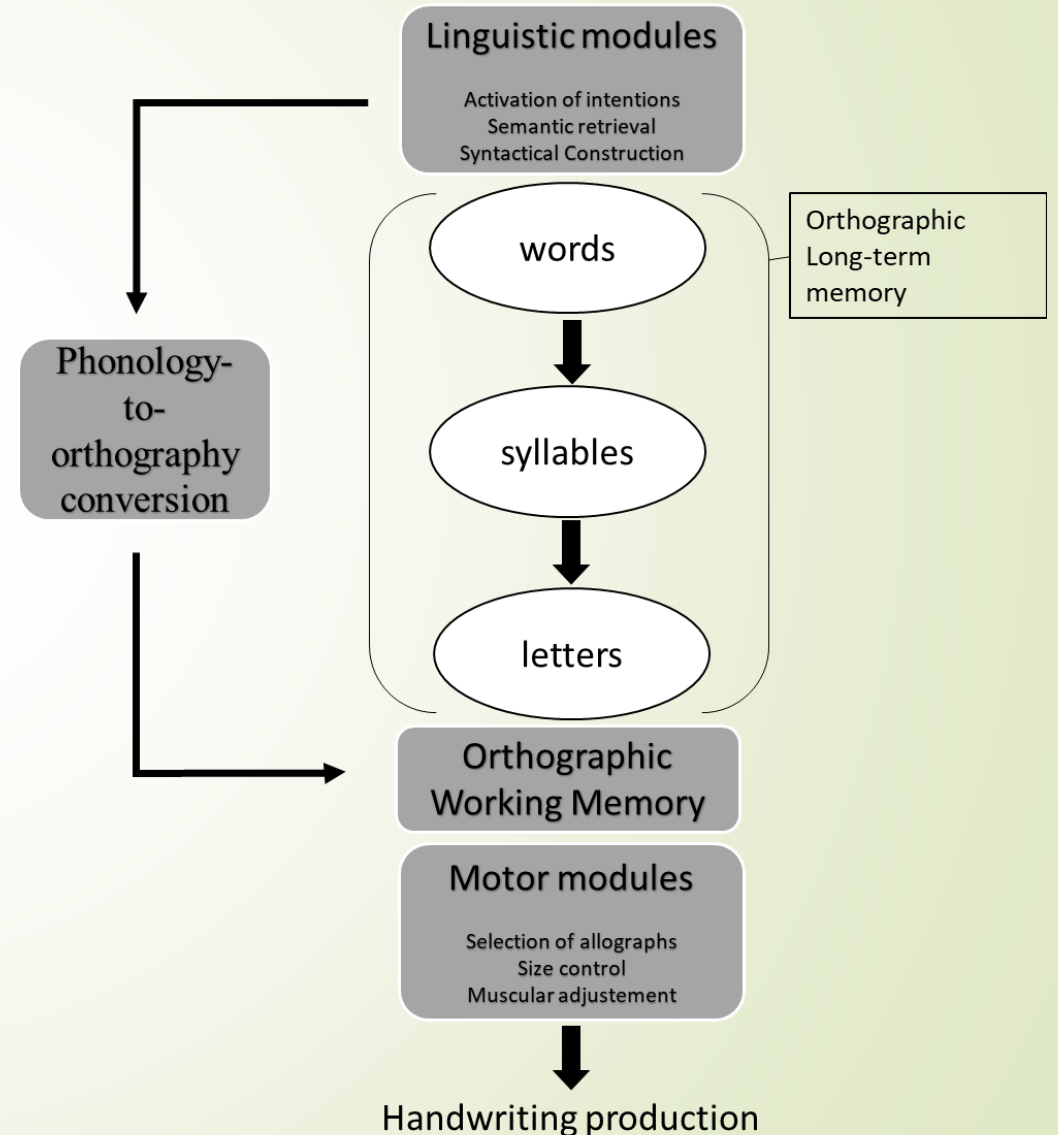 Linguistic modules
Activation of intentions
Semantic retrieval
Syntactical Construction
words
Orthographic
Long-term
memory
Phonology-
to-
orthography
conversion
syllables
letters
Orthographic
Working Memory
Motor modules
Selection of allographs
Size control
Muscular adjustement
Handwriting production